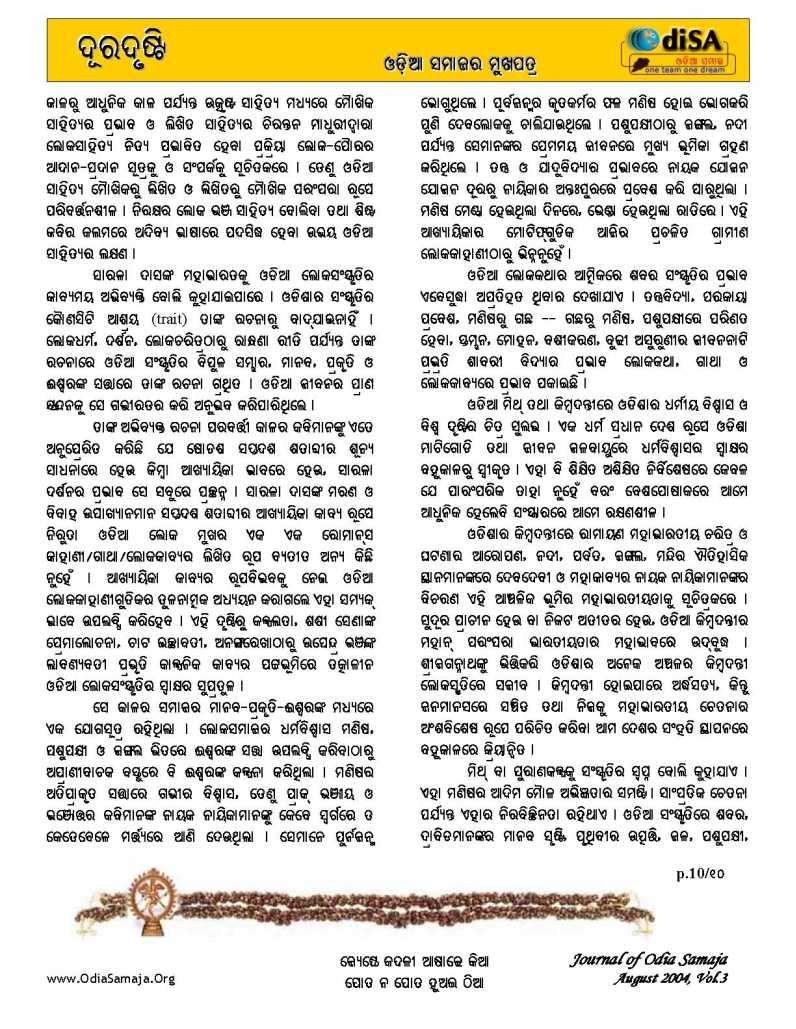 ଦୂରଦୃଷ୍ଟି
ଓଡ଼ିଆ ସମାଜର ମୁଖପତ୍ର
OdiSA
ଓଡିଆ ସମାଜ
one team one dream
କାଳରୁ ଆଧୁନିକ କାଳ ପର୍ଯ୍ୟନ୍ତ ଉତ୍କୃଷ୍ଟ ସାହିତ୍ୟ ମଧ୍ୟରେ ମୌଖିକ
ସାହିତ୍ୟର ପ୍ରଭାବ ଓ ଲିଖିତ ସାହିତ୍ୟର ଚିରନ୍ତନ ମାଧୁରୀଦ୍ୱାରା
ଲୋକସାହିତ୍ୟ ନିତ୍ୟ ପ୍ରଭାବିତ ହେବା ପ୍ରକ୍ରିୟା ଲୋକ-ପୌରର
ଆଦାନ-ପ୍ରଦାନ ସୂତ୍ରକୁ ଓ ସଂପର୍କକୁ ସୂଚିତକରେ । ତେଣୁ ଓଡିଆ
ସାହିତ୍ୟ ମୌଖିକରୁ ଲିଖିତ ଓ ଲିଖିତରୁ ମୌଖିକ ପରଂପରା ରୂପେ
ପରିବର୍ତ୍ତନଶୀଳ । ନିରକ୍ଷର ଲୋକ ଭଞ୍ଜ ସାହିତ୍ୟ ବୋଲିବା ତଥା ଶିଷ୍ଟ
କବିର କଲମରେ ଅଦିବ୍ୟ ଭାଷାରେ ପଦସିଦ୍ଧ ହେବା ଉଭୟ ଓଡିଆ
ସାହିତ୍ୟର ଲକ୍ଷଣ ।
ସାରଳା ଦାସଙ୍କ ମହାଭାରତକୁ ଓଡିଆ ଲୋକସଂସ୍କୃତିର
କାବ୍ୟମୟ ଅଭିବ୍ୟକ୍ତି ବୋଲି କୁହାଯାଇପାରେ । ଓଡିଶାର ସଂସ୍କୃତିର
କୌଣସିଟି ଆଶୟ (trait) ତାଙ୍କ ରଚନାରୁ ବାଦ୍‌ଯାଇନାହିଁ ।
ଲୋକଧର୍ମ, ଦର୍ଶନ, ଲୋକଚରିତଠାରୁ ରାନ୍ଧଣା ରୀତି ପର୍ଯ୍ୟନ୍ତ ତାଙ୍କ
ରଚନାରେ ଓଡିଆ ସଂସ୍କୃତିର ବିପୁଳ ସମ୍ଭାର, ମାନବ, ପ୍ରକୃତି ଓ
ଈଶ୍ୱରଙ୍କ ସତ୍ତାରେ ତାଙ୍କ ରଚନା ଗ୍ରଥିତ । ଓଡିଆ ଜୀବନର ପ୍ରାଣ
ସ୍ପନ୍ଦନକୁ ସେ ଗଭୀରତର କରି ଅନୁଭବ କରିପାରିଥିଲେ ।
ତାଙ୍କ ଅଭିବ୍ୟକ୍ତ ରଚନା ପରବର୍ତ୍ତୀ କାଳର କବିମାନଙ୍କୁ ଏତେ
ଅନୁପ୍ରେରିତ କରିଛି ଯେ ଷୋଡଶ ସପ୍ତଦଶ ଶତାବ୍ଦୀର ଶୂନ୍ୟ
ସାଧନାରେ ହେଉ କିମ୍ବା ଆଖ୍ୟାୟିକା ଭାବରେ ହେଉ, ସାରଳା
ଦର୍ଶନର ପ୍ରଭାବ ସେ ସବୁରେ ପ୍ରଚ୍ଛନ୍ନ । ସାରଳା ଦାସଙ୍କ ମରଣ ଓ
ବିବାହ ଉପାଖ୍ୟାନମାନ ସପ୍ତଦଶ ଶତାବ୍ଦୀର ଆଖ୍ୟାୟିକା କାବ୍ୟ ରୂପେ
ନିରୁତା ଓଡିଆ ଲୋକ ମୁଖର ଏକ ଏକ ରୋମାନ୍ସ
କାହାଣୀ/ଗାଥା/ଲୋକକାବ୍ୟର ଲିଖିତ ରୂପ ବ୍ୟତୀତ ଅନ୍ୟ କିଛି
ନୁହେଁ । ଆଖ୍ୟାୟିକା କାବ୍ୟର ରୂପବିଭବକୁ ନେଇ ଓଡିଆ
ଲୋକକାହାଣୀଗୁଡିକର ତୁଳନାତ୍ମକ ଅଧ୍ୟୟନ କରାଗଲେ ଏହା ସମ୍ୟକ୍
ଭାବେ ଉପଲବ୍ଧି କରିହେବ । ଏହି ଦୃଷ୍ଟିରୁ କଳ୍ପଲତା, ଶଶୀ ସେଣାଙ୍କ
ପ୍ରେମାଲୋଚନା, ଚାଟ ଇଛାବତୀ, ଅନଙ୍ଗରେଖାଠାରୁ ଉପେନ୍ଦ୍ର ଭଞ୍ଜଙ୍କ
ଲାବଣ୍ୟବତୀ ପ୍ରଭୃତି କାଳ୍ପନିକ କାବ୍ୟର ପଟ୍ଟଭୂମିରେ ତତ୍କାଳୀନ
ଓଡିଆ ଲୋକସଂସ୍କୃତିର ସ୍ୱାକ୍ଷର ସୁପ୍ରତୁଳ ।
ସେ କାଳର ସମାଜର ମାନବ-ପ୍ରକୃତି-ଈଶ୍ୱରଙ୍କ ମଧ୍ୟରେ
ଏକ ଯୋଗସୂତ୍ର ରହିଥିଲା । ଲୋକସମାଜର ଧର୍ମବିଶ୍ୱାସ ମଣିଷ,
ପଶୁପକ୍ଷୀ ଓ ଜଙ୍ଗଲ ଭିତରେ ଈଶ୍ୱରଙ୍କ ସତ୍ତା ଉପଲବ୍ଧି କରିବାଠାରୁ
ଅପ୍ରାଣୀବାଚକ ବସ୍ତୁରେ ବି ଈଶ୍ୱରଙ୍କ କଳ୍ପନା କରିଥିଲା । ମଣିଷର
ଅତିପ୍ରାକୃତ ସତ୍ତାରେ ଗଭୀର ବିଶ୍ୱାସ, ତେଣୁ ପ୍ରାକ୍ ଭଞ୍ଜୀୟ ଓ
ଭଞ୍ଜୋତ୍ତର କବିମାନଙ୍କ ନାୟକ ନାୟିକାମାନଙ୍କୁ କେବେ ସ୍ୱର୍ଗରେ ତ
କେତେବେଳେ ମର୍ତ୍ତ୍ୟରେ ଆଣି ଦେଉଥିଲା । ସେମାନେ ପୁର୍ନଜନ୍ମ
ଭୋଗୁଥିଲେ । ପୂର୍ବଜନ୍ମର କୃତକର୍ମର ଫଳ ମଣିଷ ହୋଇ ଭୋଗକରି
ପୁଣି ଦେବଲୋକକୁ ଚାଲିଯାଉଥିଲେ । ପଶୁପକ୍ଷୀଠାରୁ ଜଙ୍ଗଲ, ନଦୀ
ପର୍ଯ୍ୟନ୍ତ ସେମାନଙ୍କର ପ୍ରେମମୟ ଜୀବନରେ ମୁଖ୍ୟ ଭୂମିକା ଗ୍ରହଣ
କରିଥିଲେ । ତନ୍ତ୍ର ଓ ଯାଦୁବିଦ୍ୟାର ପ୍ରଭାବରେ ନାୟକ ଯୋଜନ
ଯୋଜନ ଦୂରରୁ ନାୟିକାର ଅନ୍ତଃପୁରରେ ପ୍ରବେଶ କରି ପାରୁଥିଲା ।
ମଣିଷ ମେଣ୍ଢା ହେଉଥିଲା ଦିନରେ, ଭେଣ୍ଡା ହେଉଥିଲା ରାତିରେ । ଏହି
ଆଖ୍ୟାୟିକାର ମୋଟିଫ୍‌ଗୁଡିକ ଆଜିର ପ୍ରଚଳିତ ଗ୍ରାମୀଣ
ଲୋକକାହାଣୀଠାରୁ ଭିନ୍ନନୁହେଁ ।
ଓଡିଆ ଲୋକକଥାର ଆତ୍ମିକରେ ଶବର ସଂସ୍କୃତିର ପ୍ରଭାବ
ଏବେସୁଦ୍ଧା ଅପ୍ରତିହତ ଥିବାର ଦେଖାଯାଏ । ତନ୍ତ୍ରବିଦ୍ୟା, ପରକାୟା
ପ୍ରବେଶ, ମଣିଷରୁ ଗଛ -- ଗଛରୁ ମଣିଷ, ପଶୁପକ୍ଷୀରେ ପରିଣତ
ହେବା, ସ୍ତମ୍ଭନ, ମୋହନ, ବଶୀକରଣ, ବୁଢୀ ଅସୁରୁଣୀର ଜୀବନନାଟି
ପ୍ରଭୃତି ଶାବରୀ ବିଦ୍ୟାର ପ୍ରଭାବ ଲୋକକଥା, ଗାଥା ଓ
ଲୋକକାବ୍ୟରେ ପ୍ରଭାବ ପକାଇଛି ।
ଓଡିଆ ମିଥ୍ ତଥା କିମ୍ବଦନ୍ତୀରେ ଓଡିଶାର ଧର୍ମୀୟ ବିଶ୍ୱାସ ଓ
ବିଶ୍ୱ ଦୃଷ୍ଟିର ଚିତ୍ର ସୁଲଭ । ଏକ ଧର୍ମ ପ୍ରଧାନ ଦେଶ ରୂପେ ଓଡିଶା
ମାଟିଗୋଡି ତଥା ଜୀବନ ଜଳବାୟୁରେ ଧର୍ମବିଶ୍ୱାସର ସ୍ୱାକ୍ଷର
ବହୁକାଳରୁ ସ୍ୱୀକୃତ । ଏହା ବି ଶିକ୍ଷିତ ଅଶିକ୍ଷିତ ନିର୍ବିଶେଷରେ କେବଳ
ଯେ ପାରଂପରିକ ତାହା ନୁହେଁ ବରଂ ବେଶପୋଷାକରେ ଆମେ
ଆଧୁନିକ ହେଲେବି ସଂସ୍କାରରେ ଆମେ ରକ୍ଷଣଶୀଳ ।
ଓଡିଶାର କିମ୍ବଦନ୍ତୀରେ ରାମାୟଣ ମହାଭାରତୀୟ ଚରିତ୍ର ଓ
ଘଟଣାର ଆରୋପଣ, ନଦୀ, ପର୍ବତ, ଜଙ୍ଗଲ, ମନ୍ଦିର ଐତିହାସିକ
ସ୍ଥାନମାନଙ୍କରେ ଦେବଦେବୀ ଓ ମହାକାବ୍ୟର ନାୟକ ନାୟିକାମାନଙ୍କର
ବିଚରଣ ଏହି ଆଞ୍ଚଳିକ ଭୂମିର ମହାଭାରତୀୟତାକୁ ସୂଚିତକରେ ।
ସୁଦୂର ପ୍ରାଚୀନ ହେଉ ବା ନିକଟ ଅତୀତର ହେଉ, ଓଡିଆ କିମ୍ବଦନ୍ତୀର
ମହାନ୍ ପରଂପରା ଭାରତୀୟତାର ମହାଭାବରେ ଉଦ୍‌ବୁଦ୍ଧ ।
ଶ୍ରୀଜଗନ୍ନାଥଙ୍କୁ ଭିତ୍ତିକରି ଓଡିଶାର ଅନେକ ଅଞ୍ଚଳର କିମ୍ବଦନ୍ତୀ
ଲୋକସ୍ମୃତିରେ ସଜୀବ । କିମ୍ବଦନ୍ତୀ ହୋଇପାରେ ଅର୍ଦ୍ଧସତ୍ୟ, କିନ୍ତୁ
ଜନମାନସରେ ସଞ୍ଚିତ ତଥା ନିଜକୁ ମହାଭାରତୀୟ ଚେତନାର
ଅଂଶବିଶେଷ ରୂପେ ପରିଚିତ କରିବା ଆମ ଦେଶର ସଂହତି ସ୍ଥାପନରେ
ବହୁକାଳରେ କ୍ରିୟାନ୍ୱିତ ।
ମିଥ୍ ବା ପୁରାଣକଳ୍ପକୁ ସଂସ୍କୃତିର ସ୍ୱପ୍ନ ବୋଲି କୁହାଯାଏ ।
ଏହା ମଣିଷର ଆଦିମ ମୌଳ ଅଭିଜ୍ଞତାର ସମଷ୍ଟି । ସାଂପ୍ରତିକ ଚେତନା
ପର୍ଯ୍ୟନ୍ତ ଏହାର ନିରବଚ୍ଛିନତା ରହିଥାଏ । ଓଡିଆ ସଂସ୍କୃତିରେ ଶବର,
ଦ୍ରାବିଡମାନଙ୍କର ମାନବ ସୃଷ୍ଟି, ପୃଥିବୀର ଉତ୍ପତ୍ତି, ଜଳ, ପଶୁପକ୍ଷୀ,
p.10/୧୦
ଜ୍ୟେଷ୍ଠେ କଦଳୀ ଆଷାଢେ କିଆ
ପୋତ ନ ପୋତ ହୁଅଇ ଠିଆ
www.OdiaSamaja.Org
Journal of Odia Samaja
August 2004, Vol.3